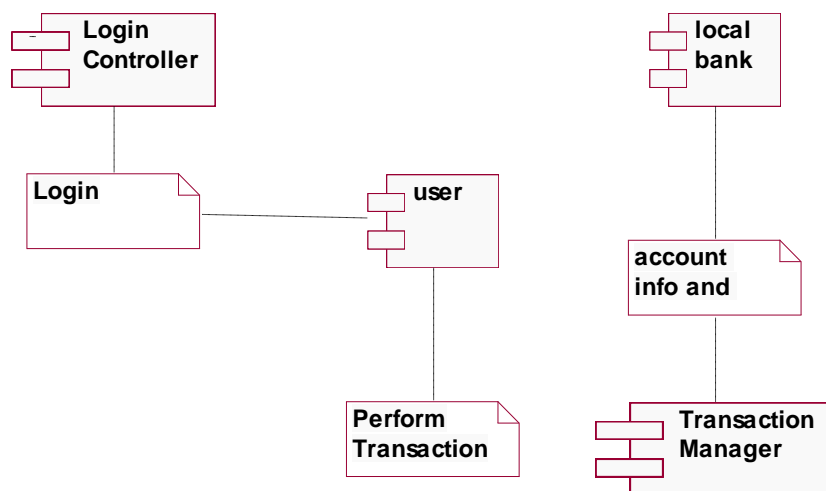 Login
Controller
local
bank
Login
user
account
info and
Perform
Transaction
Transaction
Manager